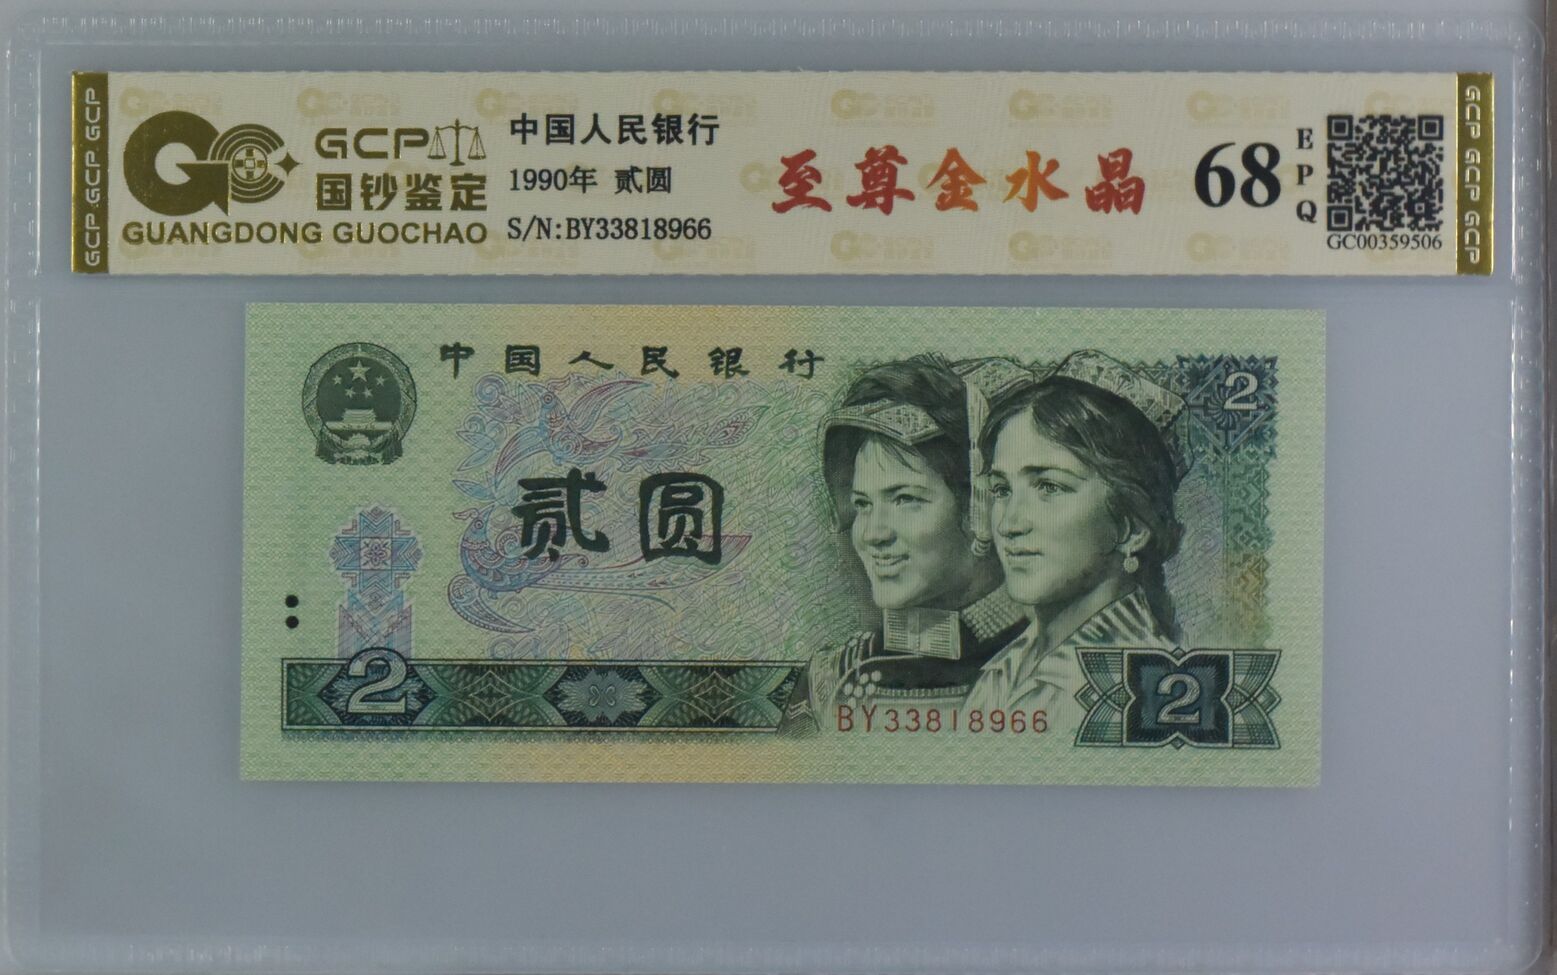 GCP GCP GCP
GCP
国钞鉴定
GUANGDONG GUOCHAO
中国人民银行
1990年 贰圆
S/N:BY33818966
至尊金水晶
68
EPQ
GC00359506
GCP GCP GCP
中国人民银行
2
贰圆
2
BY33818966
2